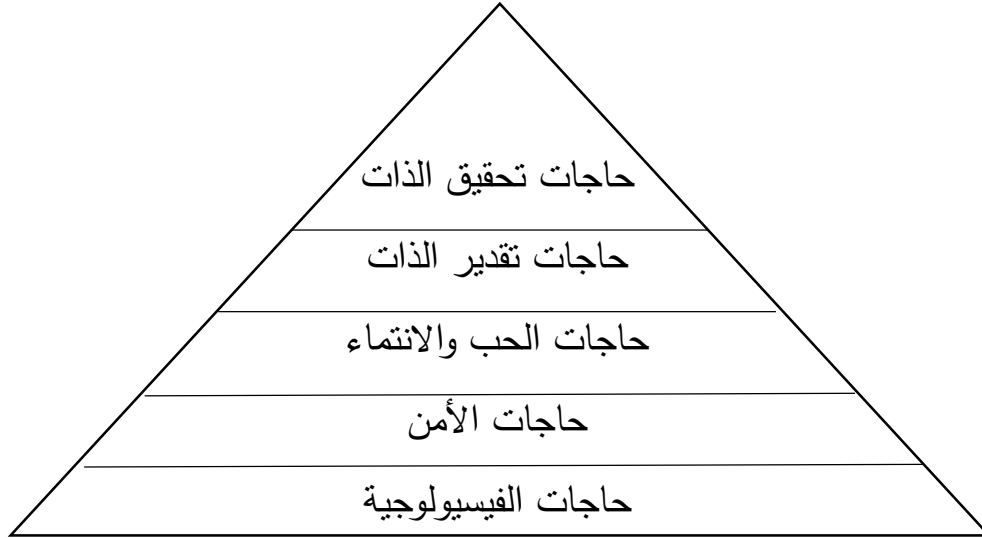 حاجات تحقيق الذات
حاجات تقدير الذات
حاجات الحب والانتماء
حاجات الأمن
حاجات الفيسيولوجية